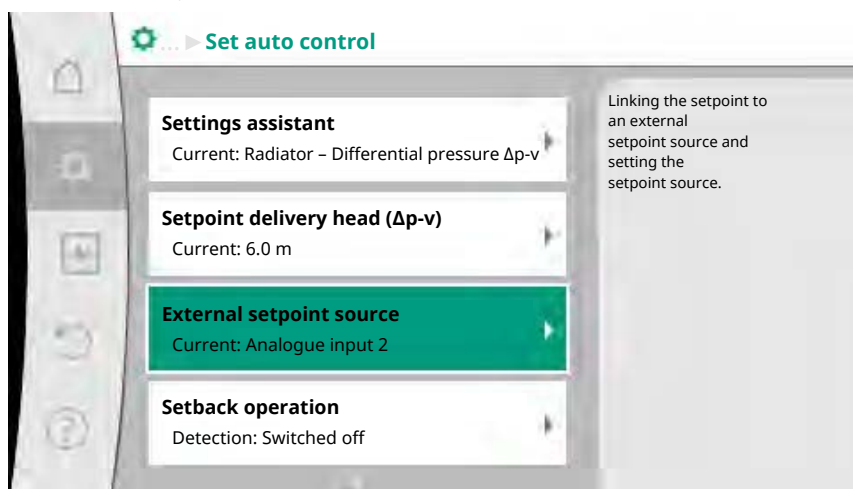 ... Set auto control
Settings assistant
Current: Radiator – Differential pressure Δp-v
Setpoint delivery head (Δp-v)
Current: 6.0 m
External setpoint source
Current: Analogue input 2
Setback operation
Detection: Switched off
Linking the setpoint to
an external
setpoint source and
setting the
setpoint source.